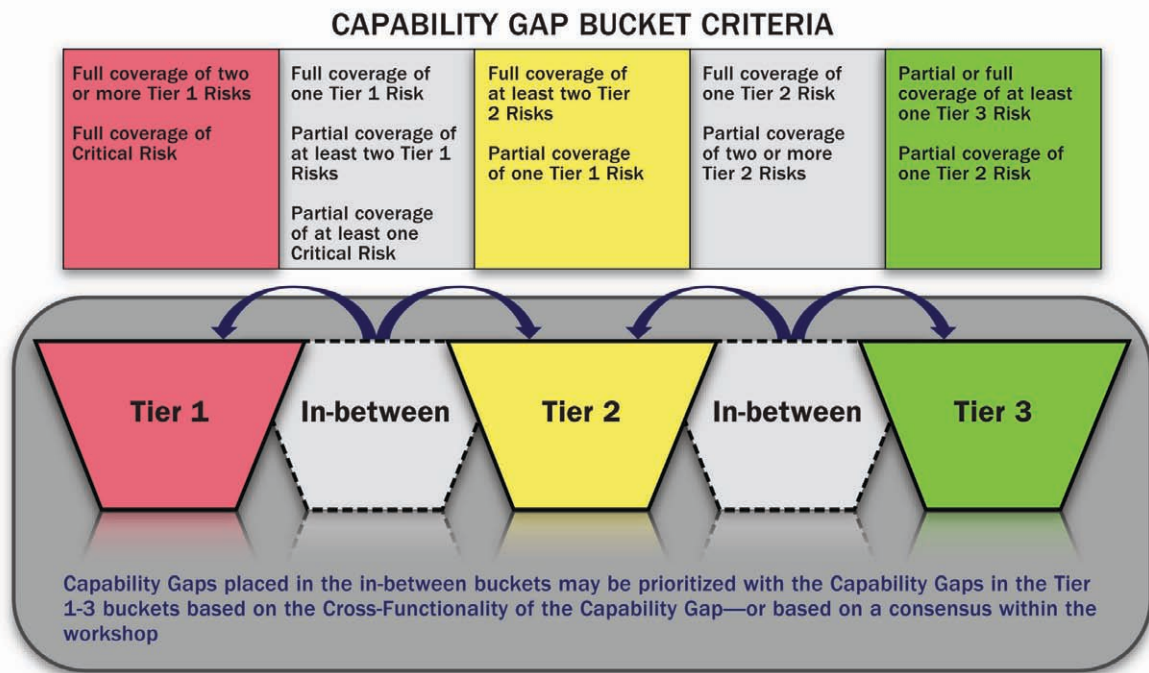 CAPABILITY GAP BUCKET CRITERIA
Full coverage of two
or more Tier 1 Risks
Full coverage of
Critical Risk
Full coverage of
one Tier 1 Risk
Partial coverage of
at least two Tier 1
Risks
Partial coverage
of at least one
Critical Risk
Full coverage of
at least two Tier
2 Risks
Partial coverage
of one Tier 1 Risk
Full coverage of
one Tier 2 Risk
Partial coverage
of two or more
Tier 2 Risks
Partial or full
coverage of at least
one Tier 3 Risk
Partial coverage of
one Tier 2 Risk
Tier 1
In-between
Tier 2
In-between
Tier 3
Capability Gaps placed in the in-between buckets may be prioritized with the Capability Gaps in the Tier
1-3 buckets based on the Cross-Functionality of the Capability Gap—or based on a consensus within the
workshop